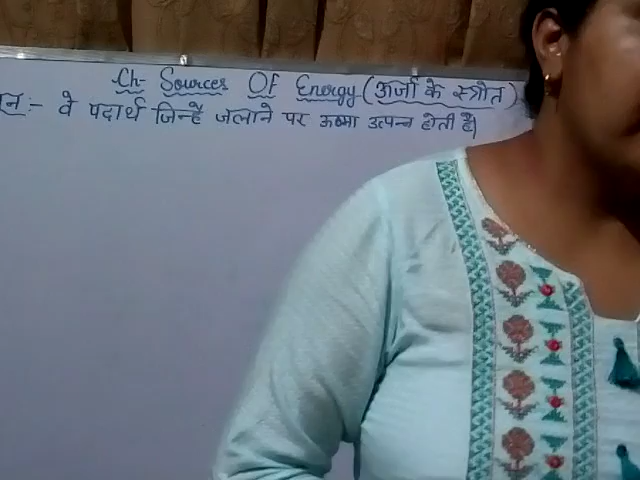 Ch- Sources Of Energy (ऊर्जा के स्त्रोत)
वे पदार्थ जिन्हे जलाने पर ऊष्मा उत्पन्न होती है।